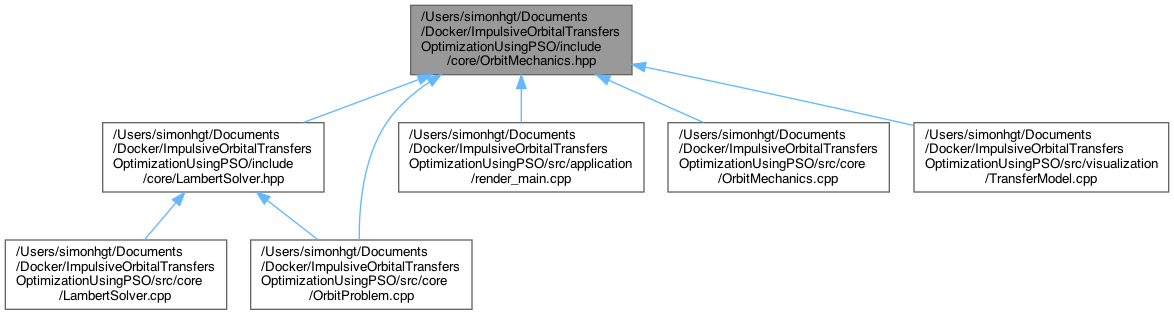 /Users/simonhgt/Documents
/Docker/ImpulsiveOrbitalTransfers
OptimizationUsingPSO/include
/core/OrbitMechanics.hpp
/Users/simonhgt/Documents
/Docker/ImpulsiveOrbitalTransfers
OptimizationUsingPSO/include
/core/LambertSolver.hpp
/Users/simonhgt/Documents
/Docker/ImpulsiveOrbitalTransfers
OptimizationUsingPSO/src/application
/render_main.cpp
/Users/simonhgt/Documents
/Docker/ImpulsiveOrbitalTransfers
OptimizationUsingPSO/src/core
/OrbitMechanics.cpp
/Users/simonhgt/Documents
/Docker/ImpulsiveOrbitalTransfers
OptimizationUsingPSO/src/visualization
/TransferModel.cpp
/Users/simonhgt/Documents
/Docker/ImpulsiveOrbitalTransfers
OptimizationUsingPSO/src/core
/LambertSolver.cpp
/Users/simonhgt/Documents
/Docker/ImpulsiveOrbitalTransfers
OptimizationUsingPSO/src/core
/OrbitProblem.cpp